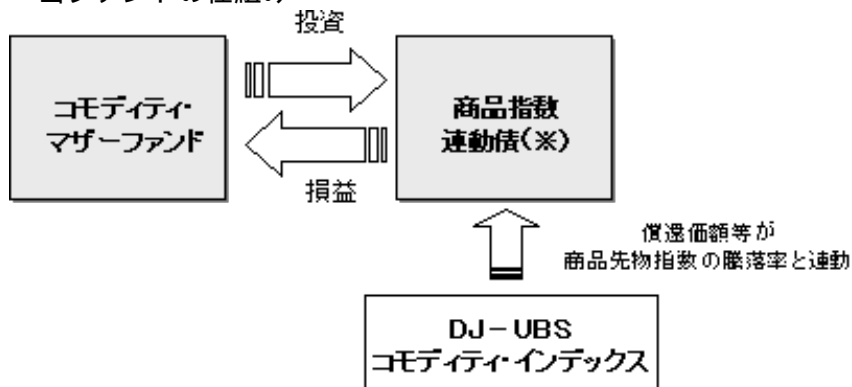 投資
コモディティ・
マザーファンド
商品指数
連動債(※)
損益
償還価額等が
商品先物指数の騰落率と連動
DJ-UBS
コモディティ・インデックス